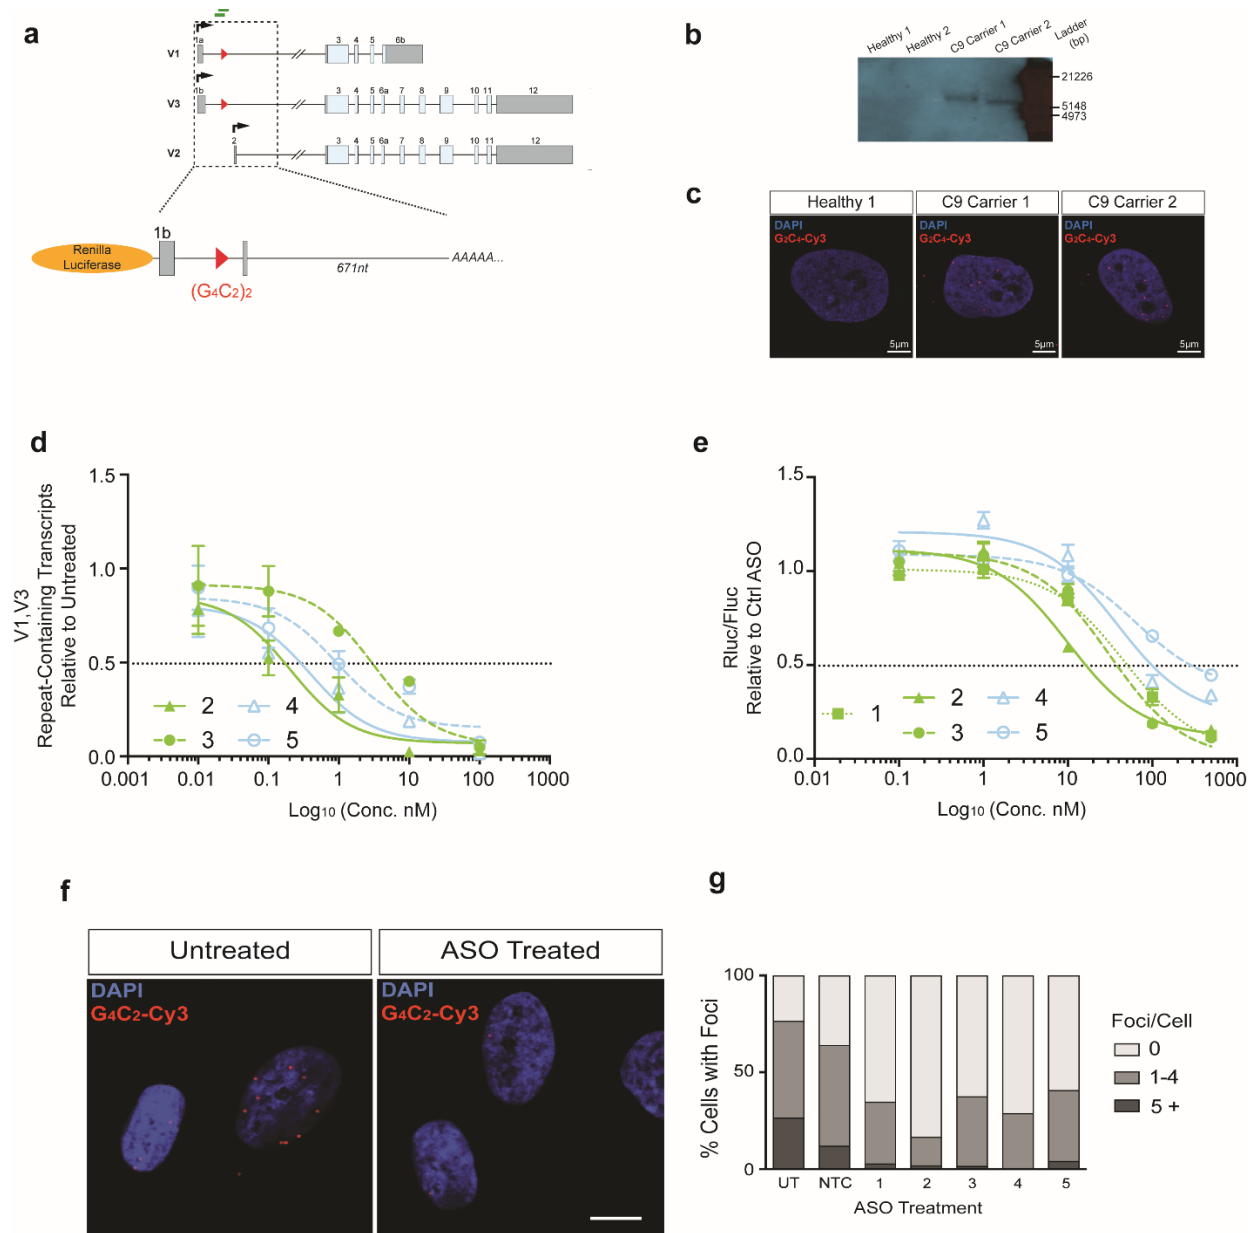 a
V1
1a
3
4
5
6b
V3
1b
3
4
5
6a
7
8
9
10
11
12
V2
2
3
4
5
6a
7
8
9
10
11
12
Renilla
Luciferase
1b
(G4C2)2
671nt
AAAAA...
b
Healthy 1
Healthy 2
C9 Carrier 1
C9 Carrier 2
Ladder
(bp)
21226
5148
4973
c
Healthy 1
C9 Carrier 1
C9 Carrier 2
DAPI
G2C4-Cy3
5µm
DAPI
G2C4-Cy3
5µm
DAPI
G2C4-Cy3
5µm
d
V1,V3
Repeat-Containing Transcripts
Relative to Untreated
1.5
1.0
0.5
0.0
2
3
4
5
0.001
0.01
0.1
1
10
100
1000
Log10 (Conc. nM)
e
Rluc/Fluc
Relative to Ctrl ASO
1.5
1.0
0.5
0.0
1
2
3
4
5
0.01
0.1
1
10
100
1000
Log10 (Conc. nM)
f
Untreated
ASO Treated
DAPI
G4C2-Cy3
DAPI
G4C2-Cy3
g
% Cells with Foci
100
50
0
UT
NTC
1
2
3
4
5
ASO Treatment
Foci/Cell
0
1-4
5 +